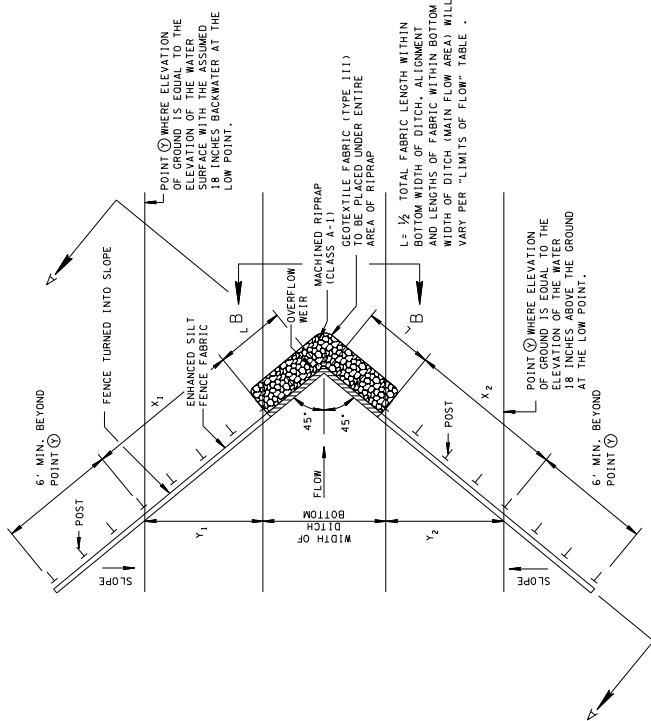 POINT Ⓨ WHERE ELEVATION
OF GROUND IS EQUAL TO THE
ELEVATION OF THE WATER
SURFACE WITH THE ASSUMED
18 INCHES BACKWATER AT THE
LOW POINT.
A
6' MIN. BEYOND
POINT Ⓨ
FENCE TURNED INTO SLOPE
X1
ENHANCED SILT
FENCE FABRIC
L
B
OVERFLOW
WEIR
MACHINED RIPRAP
(CLASS A-1)
GEOTEXTILE FABRIC (TYPE III)
TO BE PLACED UNDER ENTIRE
AREA OF RIPRAP
L= ½ TOTAL FABRIC LENGTH WITHIN
BOTTOM WIDTH OF DITCH. ALIGNMENT
AND LENGTHS OF FABRIC WITHIN BOTTOM
WIDTH OF DITCH (MAIN FLOW AREA) WILL
VARY PER "LIMITS OF FLOW" TABLE .
POST
SLOPE
Y1
BOTTOM
DITCH
WIDTH OF
FLOW
45°
45°
Y2
SLOPE
L
B
X2
POST
6' MIN. BEYOND
POINT Ⓨ
POINT Ⓨ WHERE ELEVATION
OF GROUND IS EQUAL TO THE
ELEVATION OF THE WATER
18 INCHES ABOVE THE GROUND
AT THE LOW POINT.
A